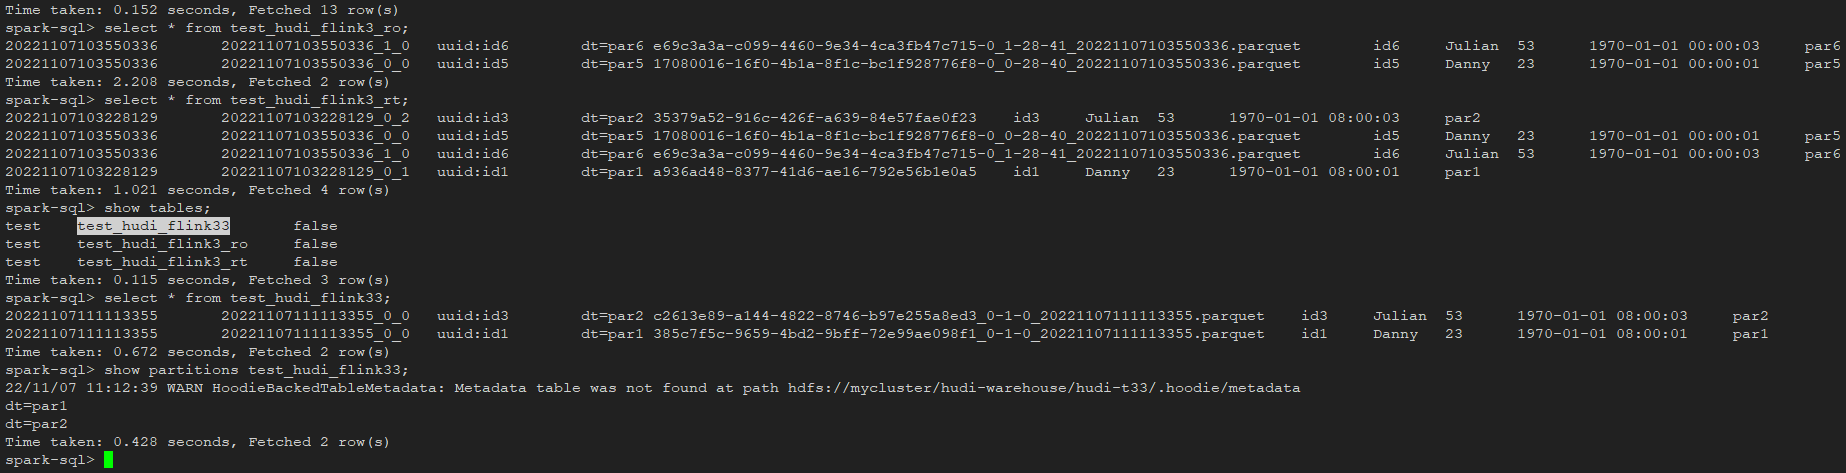 Time taken: 0.152 seconds, Fetched 13 row(s)
spark-sql> select * from test_hudi_flink3_ro;
20221107103550336 20221107103550336_1_0 uuid:id6 dt=par6 e69c3a3a-c099-4460-9e34-4ca3fb47c715-0_1-28-41_20221107103550336.parquet id6 Julian 53 1970-01-01 00:00:03 par6
20221107103550336 20221107103550336_0_0 uuid:id5 dt=par5 17080016-16f0-4b1a-8f1c-bc1f928776f8-0_0-28-40_20221107103550336.parquet id5 Danny 23 1970-01-01 00:00:01 par5
Time taken: 2.208 seconds, Fetched 2 row(s)
spark-sql> select * from test_hudi_flink3_rt;
20221107103228129 20221107103228129_0_2 uuid:id3 dt=par2 35379a52-916c-426f-a639-84e57fae0f23 id3 Julian 53 1970-01-01 08:00:03 par2
20221107103550336 20221107103550336_0_0 uuid:id5 dt=par5 17080016-16f0-4b1a-8f1c-bc1f928776f8-0_0-28-40_20221107103550336.parquet id5 Danny 23 1970-01-01 00:00:01 par5
20221107103550336 20221107103550336_1_0 uuid:id6 dt=par6 e69c3a3a-c099-4460-9e34-4ca3fb47c715-0_1-28-41_20221107103550336.parquet id6 Julian 53 1970-01-01 00:00:03 par6
20221107103228129 20221107103228129_0_1 uuid:id1 dt=par1 a936ad48-8377-41d6-ae16-792e56b1e0a5 id1 Danny 23 1970-01-01 08:00:01 par1
Time taken: 1.021 seconds, Fetched 4 row(s)
spark-sql> show tables;
test test_hudi_flink33 false
test test_hudi_flink3_ro false
test test_hudi_flink3_rt false
Time taken: 0.115 seconds, Fetched 3 row(s)
spark-sql> select * from test_hudi_flink33;
20221107111113355 20221107111113355_0_0 uuid:id3 dt=par2 c2613e89-a144-4822-8746-b97e255a8ed3_0-1-0_20221107111113355.parquet id3 Julian 53 1970-01-01 08:00:03 par2
20221107111113355 20221107111113355_0_0 uuid:id1 dt=par1 385c7f5c-9659-4bd2-9bff-72e99ae098f1_0-1-0_20221107111113355.parquet id1 Danny 23 1970-01-01 08:00:01 par1
Time taken: 0.672 seconds, Fetched 2 row(s)
spark-sql> show partitions test_hudi_flink33;
22/11/07 11:12:39 WARN HoodieBackedTableMetadata: Metadata table was not found at path hdfs://mycluster/hudi-warehouse/hudi-t33/.hoodie/metadata
dt=par1
dt=par2
Time taken: 0.428 seconds, Fetched 2 row(s)
spark-sql>